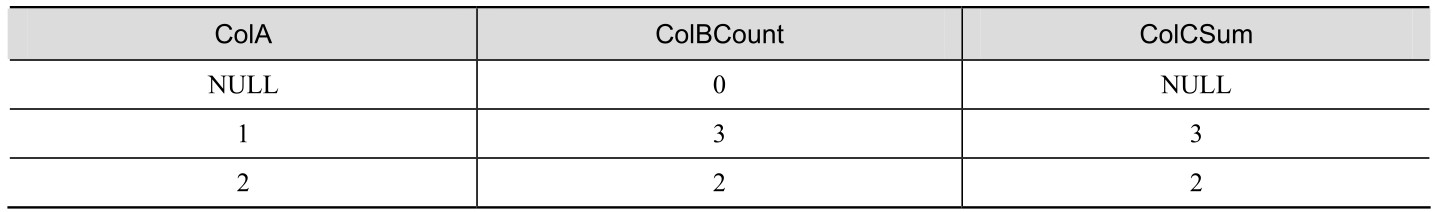 ColA ColBCount ColCSum
NULL 0 NULL
1 3 3
2 2 2